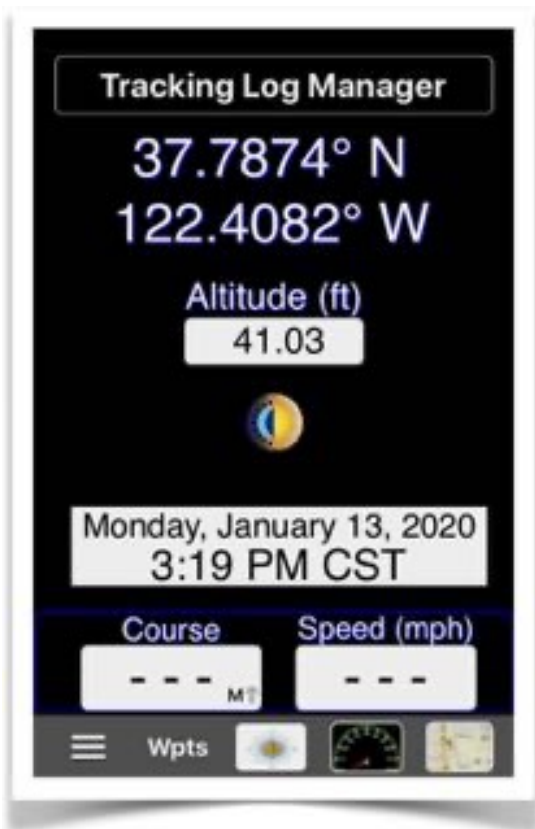 Tracking Log Manager
37.7874° N
122.4082° W
Altitude (ft)
41.03
Monday, January 13, 2020
3:19 PM CST
Course Speed (mph)
- - - M↑ - - -
Wpts